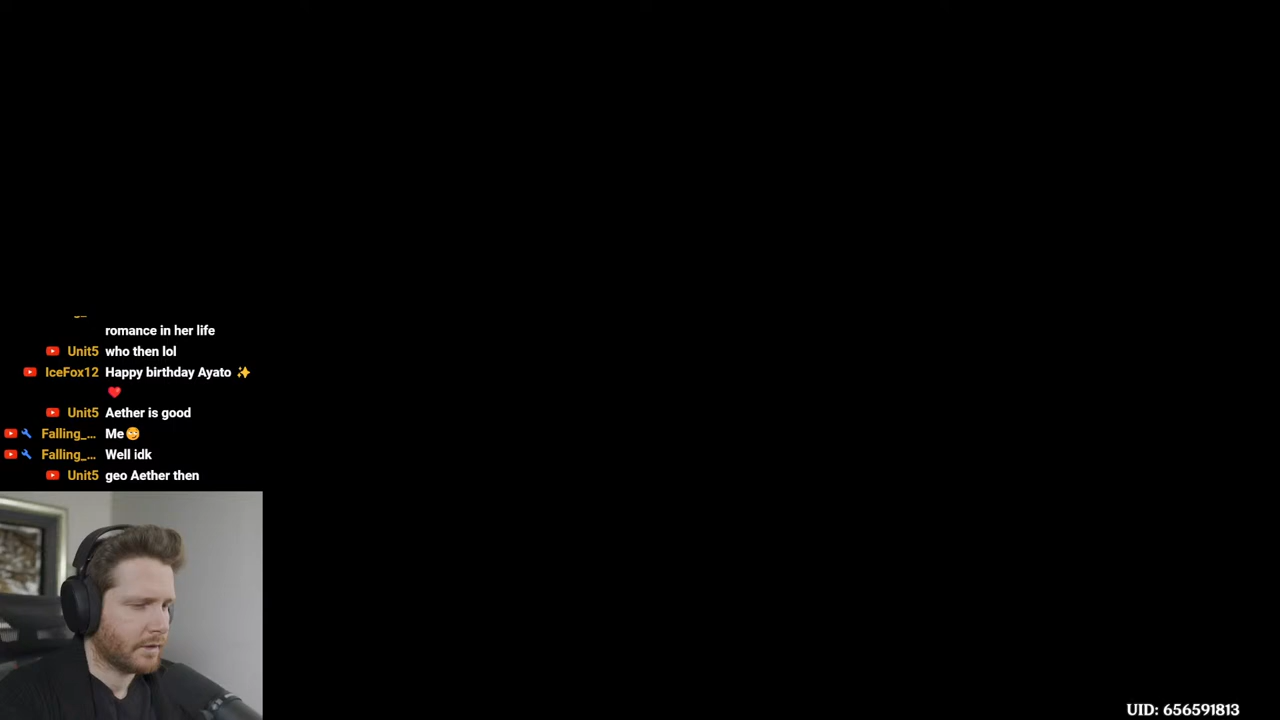 romance in her life
Unit5 who then lol
IceFox12 Happy birthday Ayato ✨
❤️
Unit5 Aether is good
Falling_... Me
Falling_... Well idk
Unit5 geo Aether then
UID: 656591813